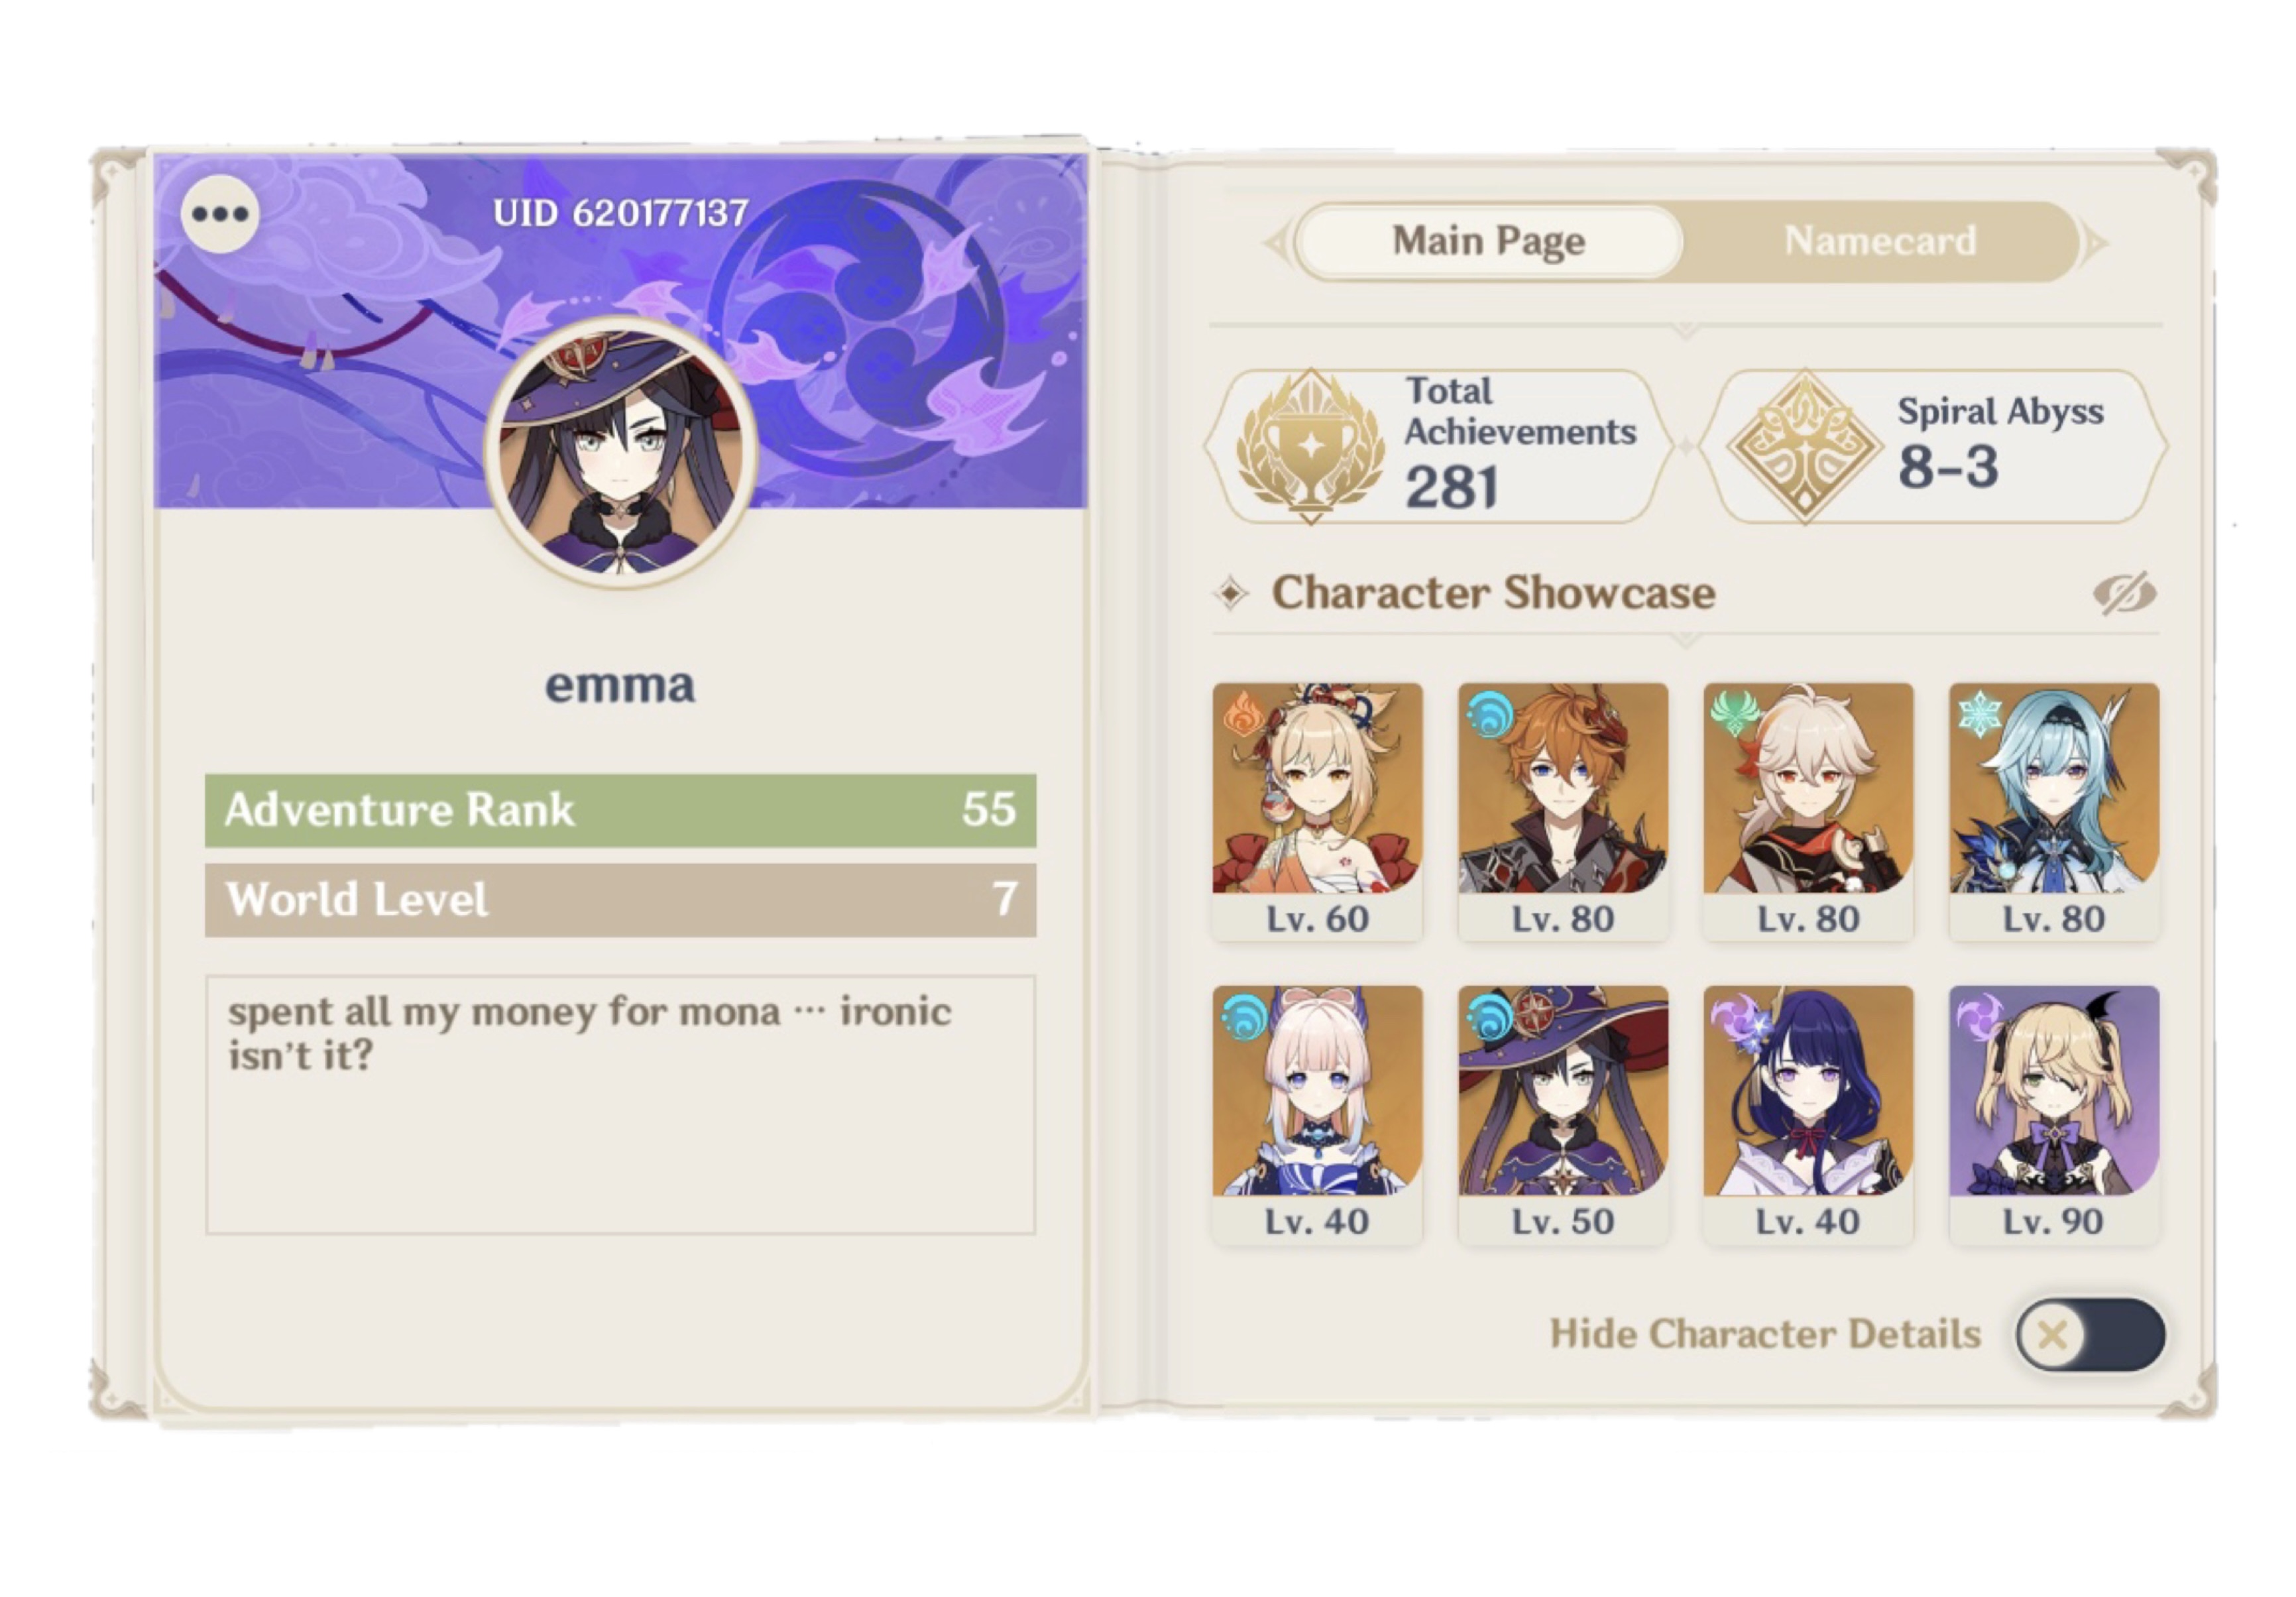 UID 620177137
emma
Adventure Rank 55
World Level 7
spent all my money for mona ··· ironic
isn't it?
Main Page Namecard
Total
Achievements
281
Spiral Abyss
8-3
Character Showcase
Lv. 60 Lv. 80 Lv. 80 Lv. 80
Lv. 40 Lv. 50 Lv. 40 Lv. 90
Hide Character Details